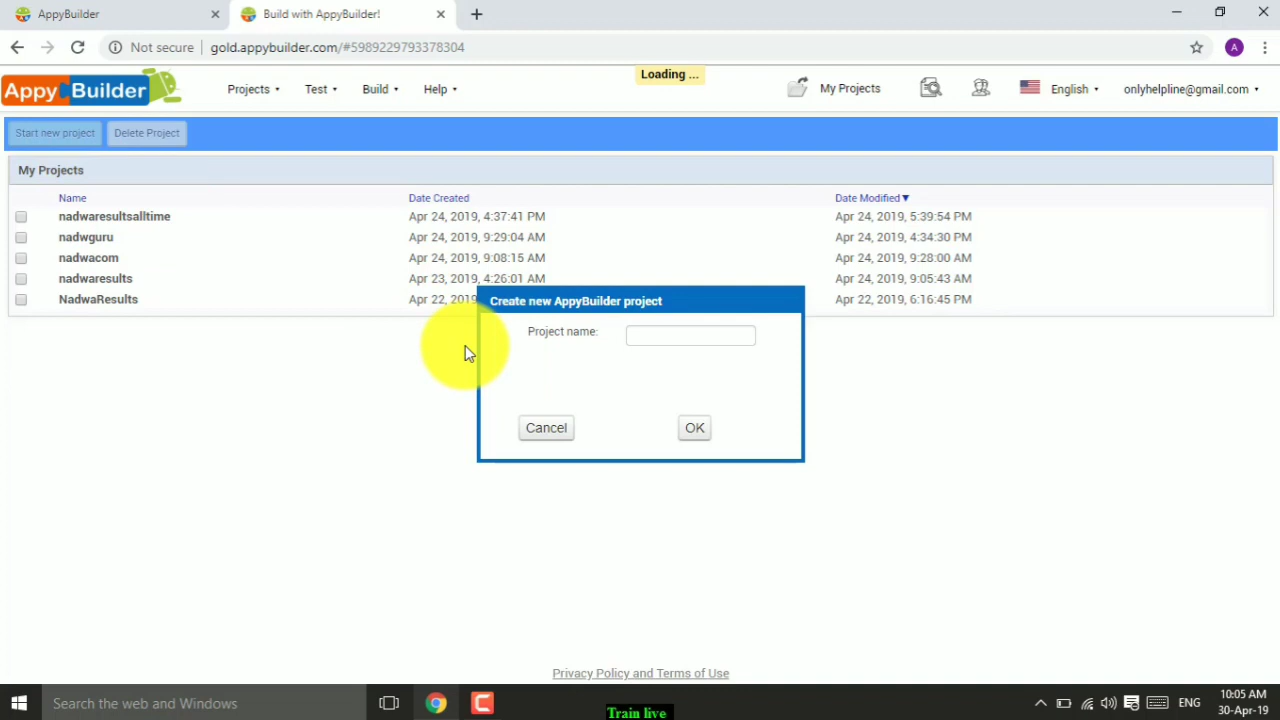 AppyBuilder
Build with AppyBuilder!
Not secure gold.appybuilder.com/#5989229793378304
A
Loading ...
Appy Builder
Projects
Test
Build
Help
My Projects
English
onlyhelpline@gmail.com
Start new project
Delete Project
My Projects
Name Date Created Date Modified
nadwaresultsalltime Apr 24, 2019, 4:37:41 PM Apr 24, 2019, 5:39:54 PM
nadwguru Apr 24, 2019, 9:29:04 AM Apr 24, 2019, 4:34:30 PM
nadwacom Apr 24, 2019, 9:08:15 AM Apr 24, 2019, 9:28:00 AM
nadwaresults Apr 23, 2019, 4:26:01 AM Apr 24, 2019, 9:05:43 AM
NadwaResults Apr 22, 2019 Apr 22, 2019, 6:16:45 PM
Create new AppyBuilder project
Project name:
Cancel OK
Privacy Policy and Terms of Use
Search the web and Windows
Train live
ENG
10:05 AM
30-Apr-19